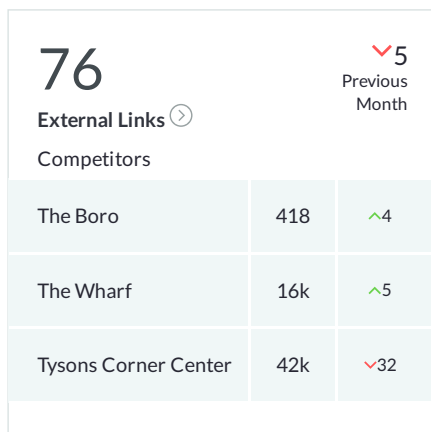 76
5
Previous
Month
External Links
Competitors
The Boro 418 4
The Wharf 16k 5
Tysons Corner Center 42k 32